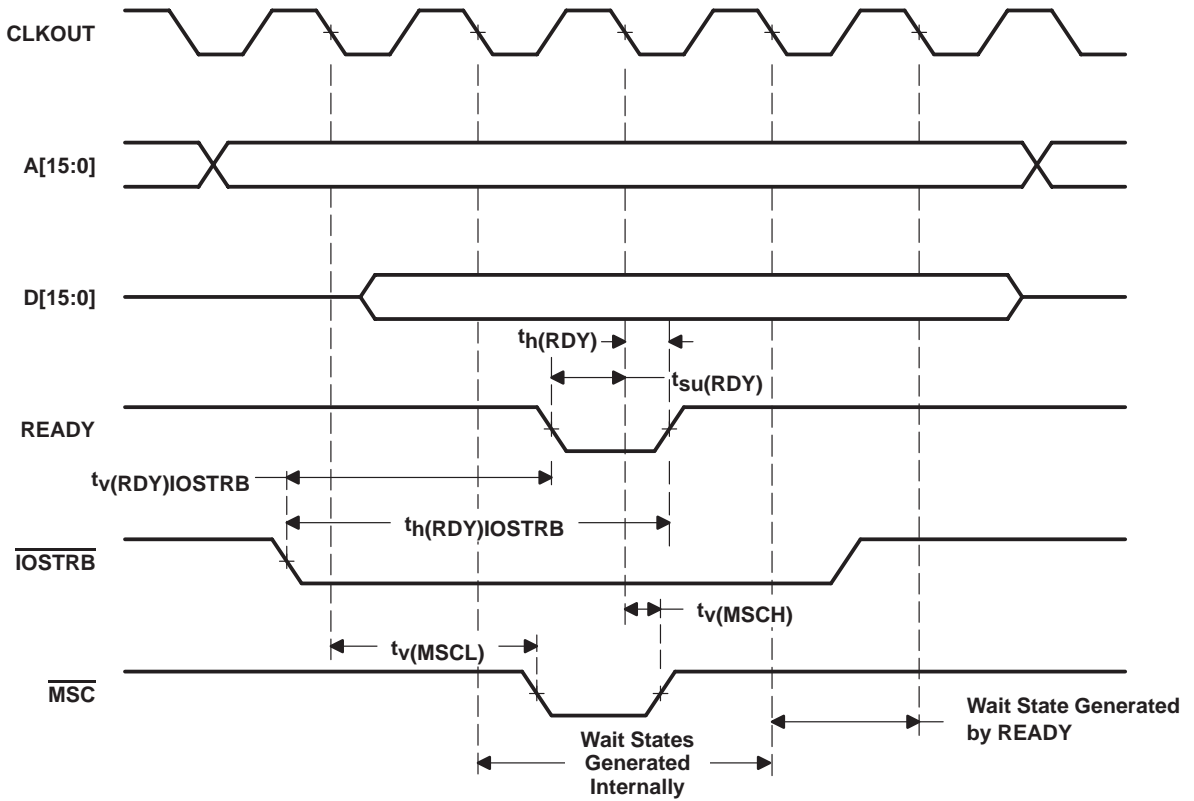 CLKOUT
A[15:0]
D[15:0]
th(RDY)
tsu(RDY)
READY
tv(RDY)IOSTRB
th(RDY)IOSTRB
IOSTRB
tv(MSCH)
tv(MSCL)
MSC
Wait State Generated
by READY
Wait States
Generated
Internally